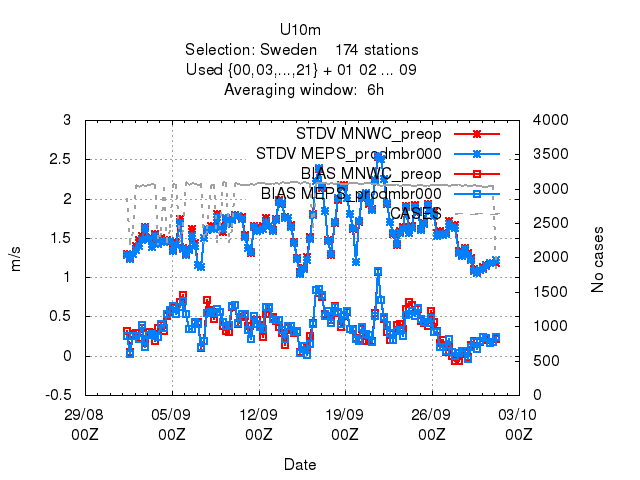 U10m
Selection: Sweden 174 stations
Used {00,03,...,21} + 01 02 ... 09
Averaging window: 6h
STDV MNWC_preop
STDV MEPS_prodmbr000
BIAS MNWC_preop
BIAS MEPS_prodmbr000
CASES
3
2.5
2
1.5
1
0.5
0
-0.5
m/s
4000
3500
3000
2500
2000
1500
1000
500
0
No cases
29/08 05/09 12/09 19/09 26/09 03/10
00Z 00Z 00Z 00Z 00Z 00Z
Date